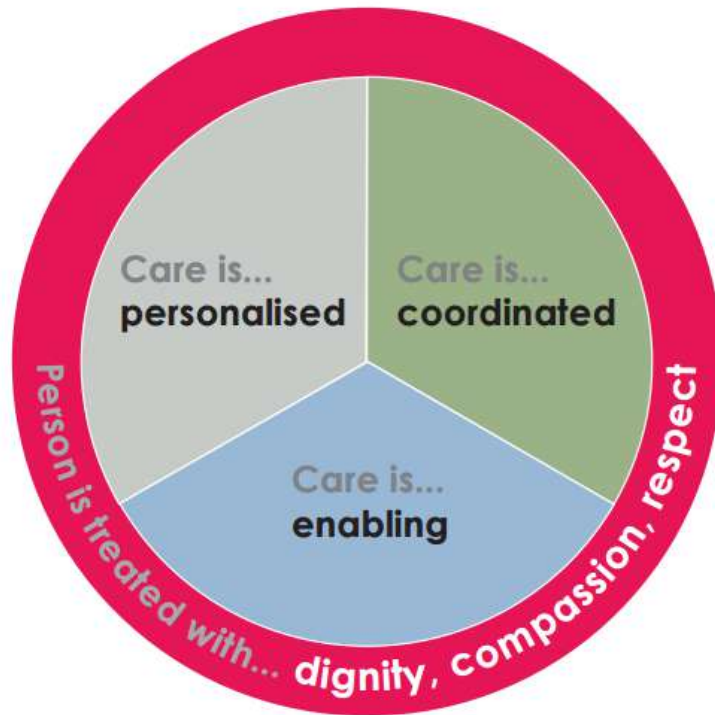 Care is...
personalised
Care is...
coordinated
Care is...
enabling
Person is treated with... dignity, compassion, respect